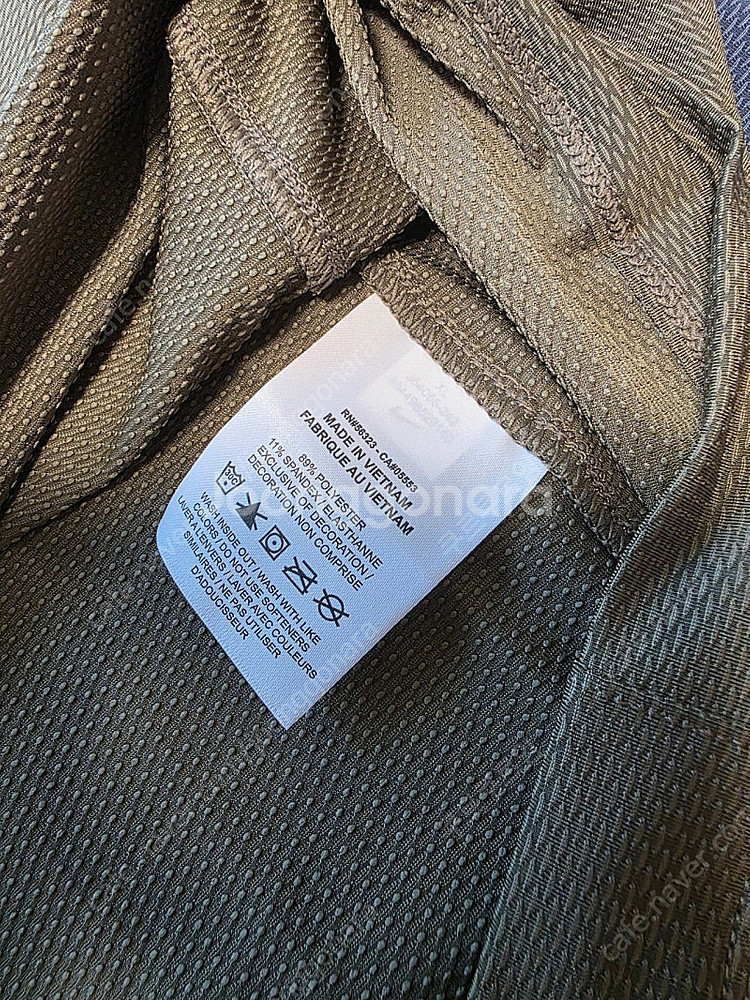 RN#56323 - CA#05553
MADE IN VIETNAM
FABRIQUE AU VIETNAM
89% POLYESTER
11% SPANDEX / ELASTHANNE
EXCLUSIVE OF DECORATION /
DECORATION NON COMPRISE
WASH INSIDE OUT / WASH WITH LIKE
COLORS / DO NOT USE SOFTENERS
LAVER A L'ENVERS / LAVER AVEC COULEURS
SIMILAIRES / NE PAS UTILISER
D'ADOUCISSEUR
joonggonara
cafe.naver.com